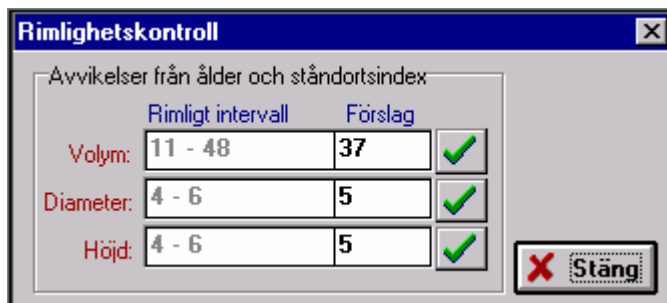 Rimlighetskontroll
Avvikelser från ålder och ståndortsindex
Rimligt intervall Förslag
Volym: 11 - 48 37
Diameter: 4 - 6 5
Höjd: 4 - 6 5
Stäng